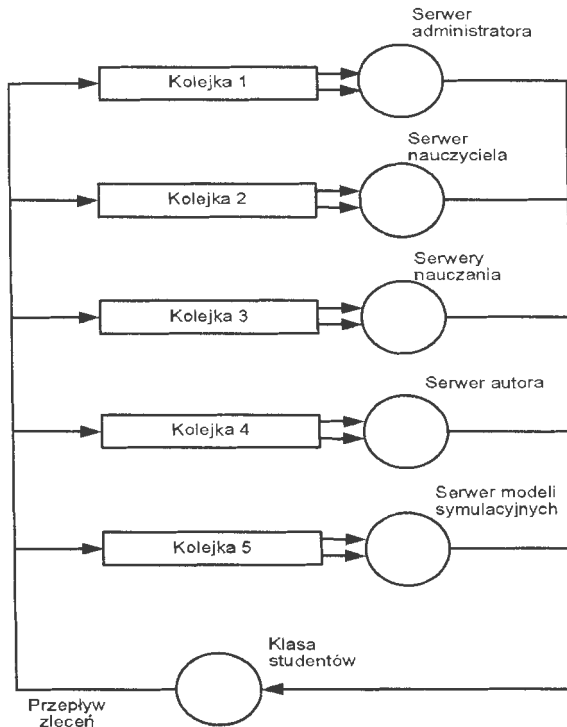 Serwer
administratora
Kolejka 1
Serwer
nauczyciela
Kolejka 2
Serwery
nauczania
Kolejka 3
Serwer autora
Kolejka 4
Serwer modeli
symulacyjnych
Kolejka 5
Klasa
studentów
Przepływ
zleceń